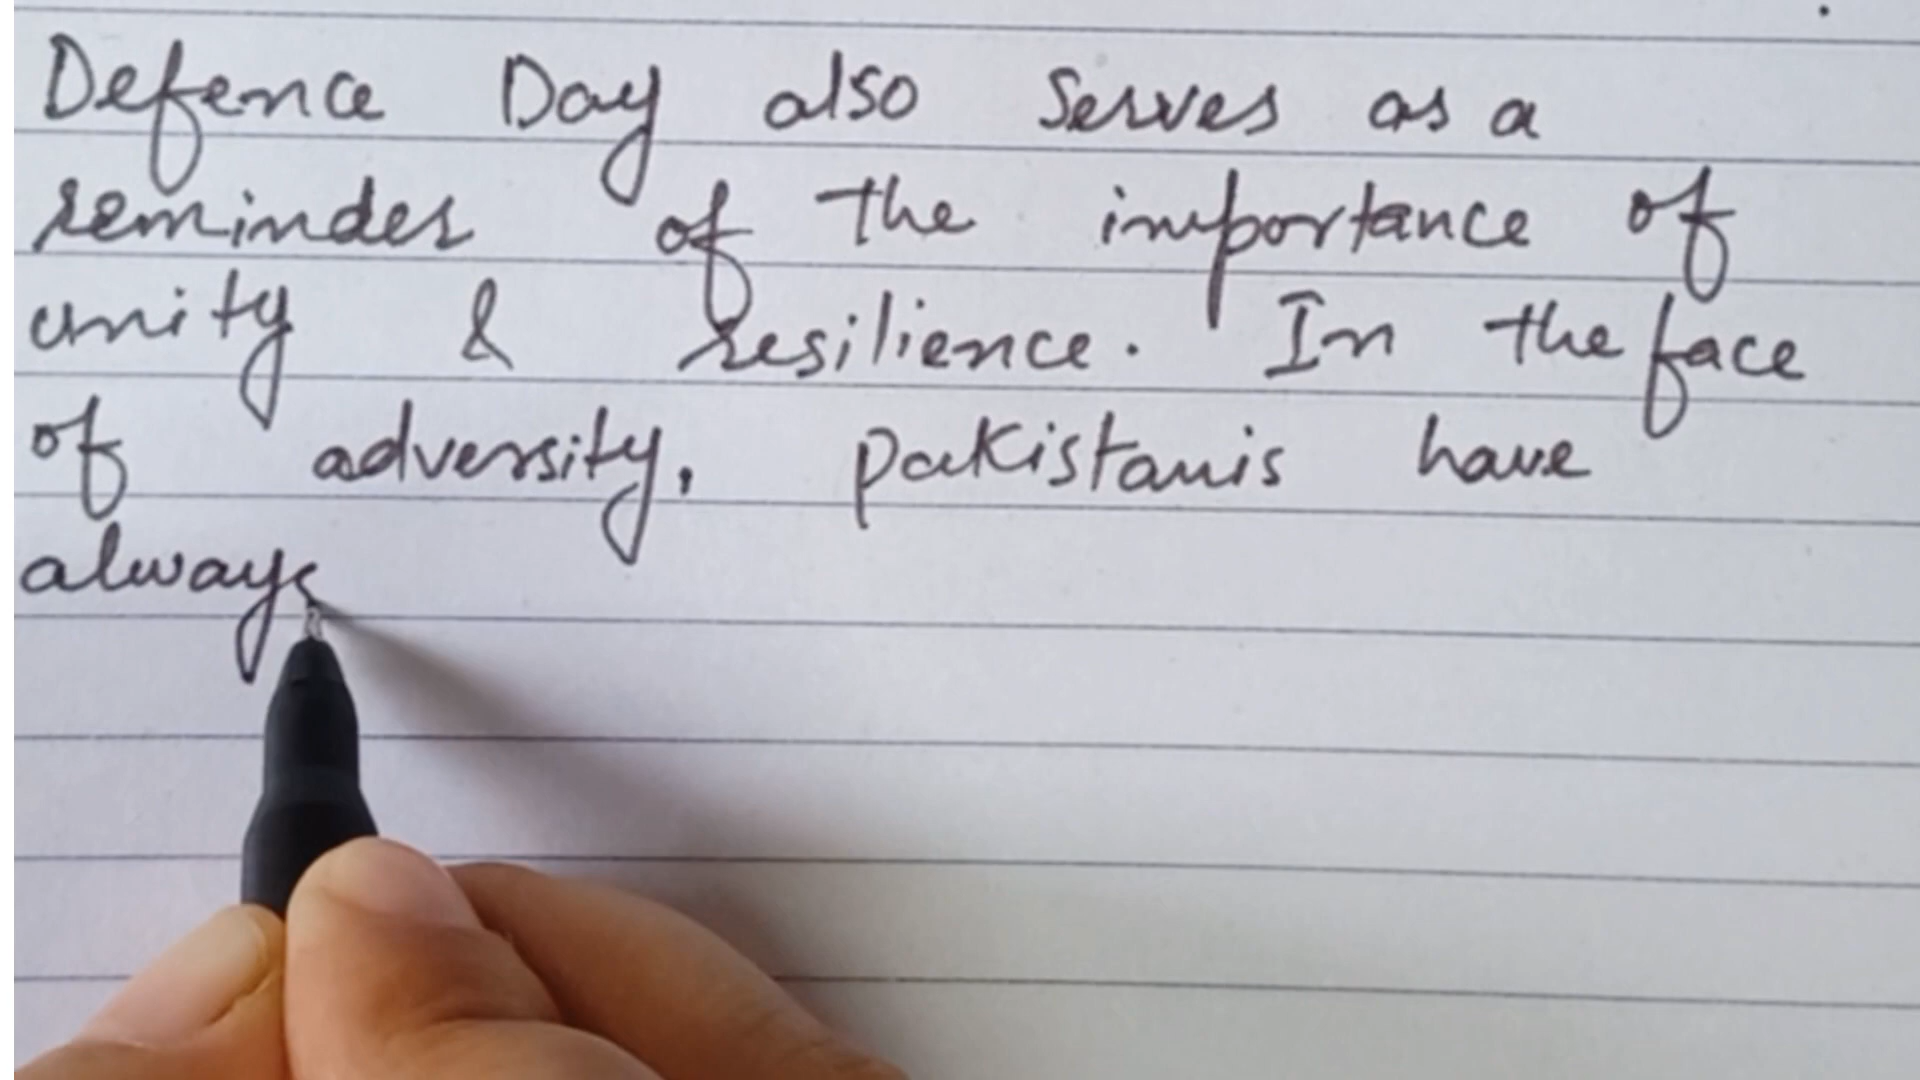 Defence Day also Serves as a
reminder of the importance of
unity & resilience. In the face
of adversity, pakistanis have
always